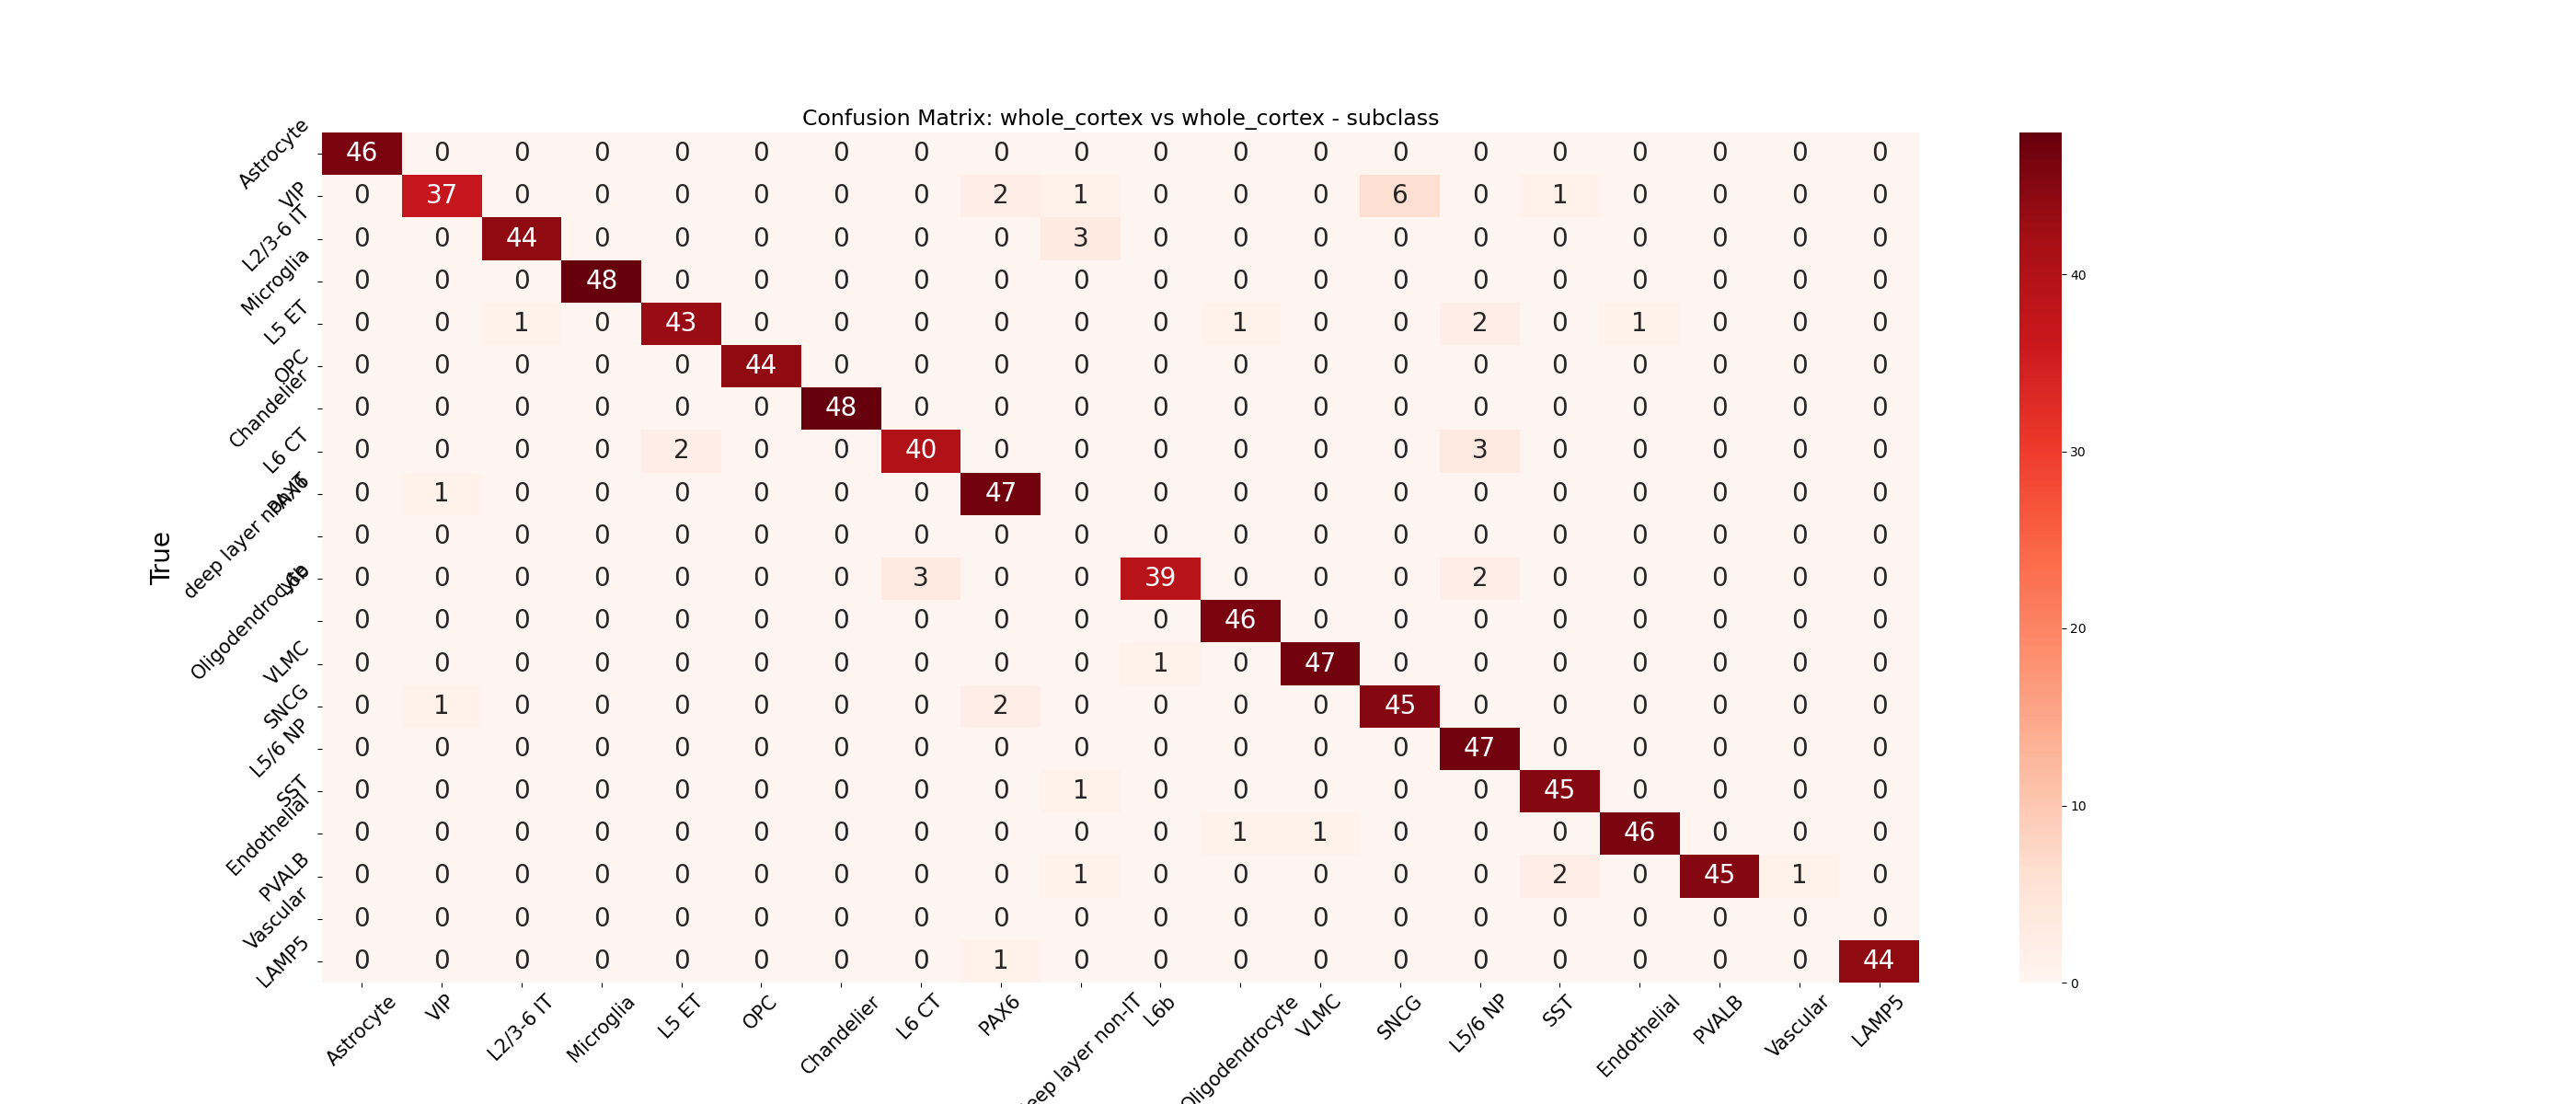 Confusion Matrix: whole_cortex vs whole_cortex - subclass
True
Astrocyte 46 0 0 0 0 0 0 0 0 0 0 0 0 0 0 0 0 0 0 0
VIP 0 37 0 0 0 0 0 0 2 1 0 0 0 6 0 1 0 0 0 0
L2/3-6 IT 0 0 44 0 0 0 0 0 0 3 0 0 0 0 0 0 0 0 0 0
Microglia 0 0 0 48 0 0 0 0 0 0 0 0 0 0 0 0 0 0 0 0
L5 ET 0 0 1 0 43 0 0 0 0 0 0 1 0 0 2 0 1 0 0 0
OPC 0 0 0 0 0 44 0 0 0 0 0 0 0 0 0 0 0 0 0 0
Chandelier 0 0 0 0 0 0 48 0 0 0 0 0 0 0 0 0 0 0 0 0
L6 CT 0 0 0 0 2 0 0 40 0 0 0 0 0 0 3 0 0 0 0 0
PAX6 0 1 0 0 0 0 0 0 47 0 0 0 0 0 0 0 0 0 0 0
deep layer non-IT 0 0 0 0 0 0 0 0 0 0 0 0 0 0 0 0 0 0 0 0
L6b 0 0 0 0 0 0 0 3 0 0 39 0 0 0 2 0 0 0 0 0
Oligodendrocyte 0 0 0 0 0 0 0 0 0 0 0 46 0 0 0 0 0 0 0 0
VLMC 0 0 0 0 0 0 0 0 0 0 1 0 47 0 0 0 0 0 0 0
SNCG 0 1 0 0 0 0 0 0 2 0 0 0 0 45 0 0 0 0 0 0
L5/6 NP 0 0 0 0 0 0 0 0 0 0 0 0 0 0 47 0 0 0 0 0
SST 0 0 0 0 0 0 0 0 0 1 0 0 0 0 0 45 0 0 0 0
Endothelial 0 0 0 0 0 0 0 0 0 0 0 1 1 0 0 0 46 0 0 0
PVALB 0 0 0 0 0 0 0 0 0 1 0 0 0 0 0 2 0 45 1 0
Vascular 0 0 0 0 0 0 0 0 0 0 0 0 0 0 0 0 0 0 0 0
LAMP5 0 0 0 0 0 0 0 0 1 0 0 0 0 0 0 0 0 0 0 44
Astrocyte VIP L2/3-6 IT Microglia L5 ET OPC Chandelier L6 CT PAX6 deep layer non-IT L6b Oligodendrocyte VLMC SNCG L5/6 NP SST Endothelial PVALB Vascular LAMP5
40
30
20
10
0